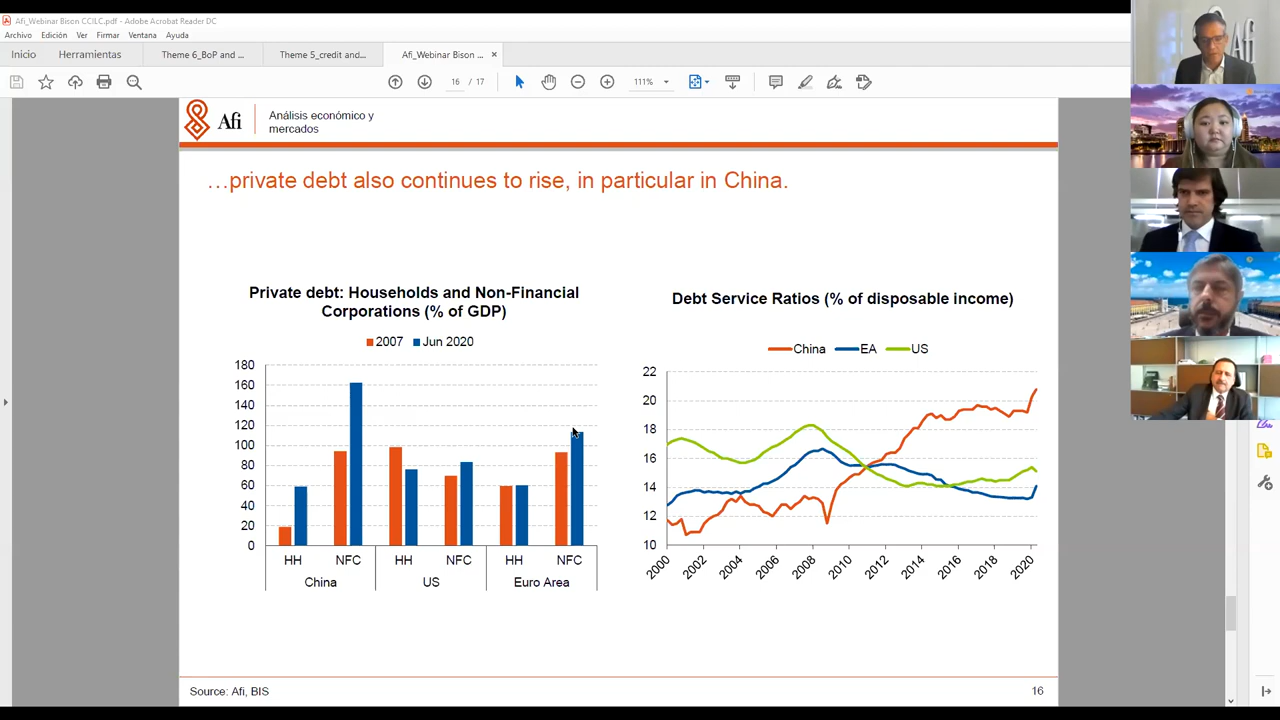 Afi_Webinar Bison CCILC.pdf - Adobe Acrobat Reader DC
Archivo Edición Ver Firmar Ventana Ayuda
Inicio Herramientas Theme 6_BoP and ... Theme 5_credit and... Afi_Webinar Bison ... ×
16 / 17 111%
Afi
Análisis económico y
mercados
Afi
…private debt also continues to rise, in particular in China.
Private debt: Households and Non-Financial
Corporations (% of GDP)
2007 Jun 2020
180
160
140
120
100
80
60
40
20
0
HH NFC HH NFC HH NFC
China US Euro Area
Debt Service Ratios (% of disposable income)
China EA US
22
20
18
16
14
12
10
2000 2002 2004 2006 2008 2010 2012 2014 2016 2018 2020
Source: Afi, BIS
16